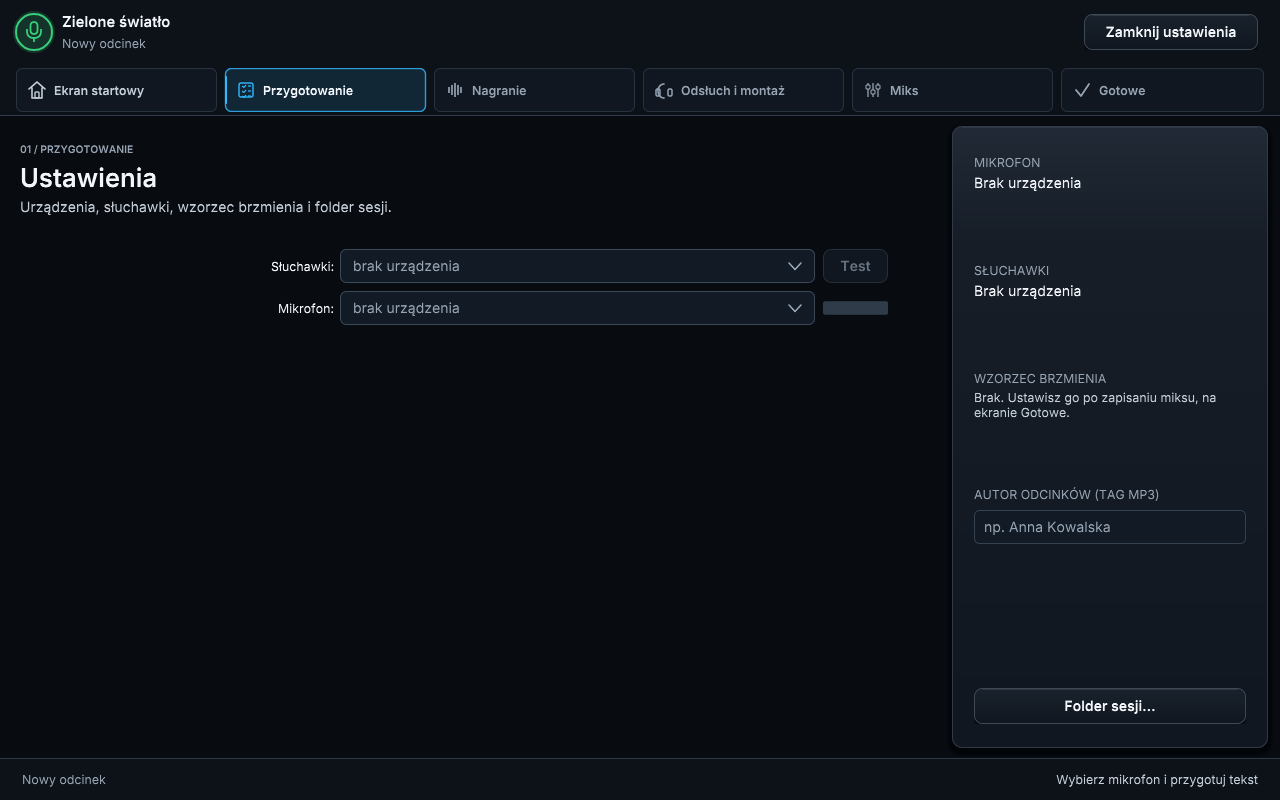 Zielone światło
Nowy odcinek
Zamknij ustawienia
Ekran startowy
Przygotowanie
Nagranie
Odsłuch i montaż
Miks
Gotowe
01 / PRZYGOTOWANIE
Ustawienia
Urządzenia, słuchawki, wzorzec brzmienia i folder sesji.
Słuchawki: brak urządzenia Test
Mikrofon: brak urządzenia
MIKROFON
Brak urządzenia
SŁUCHAWKI
Brak urządzenia
WZORZEC BRZMIENIA
Brak. Ustawisz go po zapisaniu miksu, na
ekranie Gotowe.
AUTOR ODCINKÓW (TAG MP3)
np. Anna Kowalska
Folder sesji...
Nowy odcinek
Wybierz mikrofon i przygotuj tekst